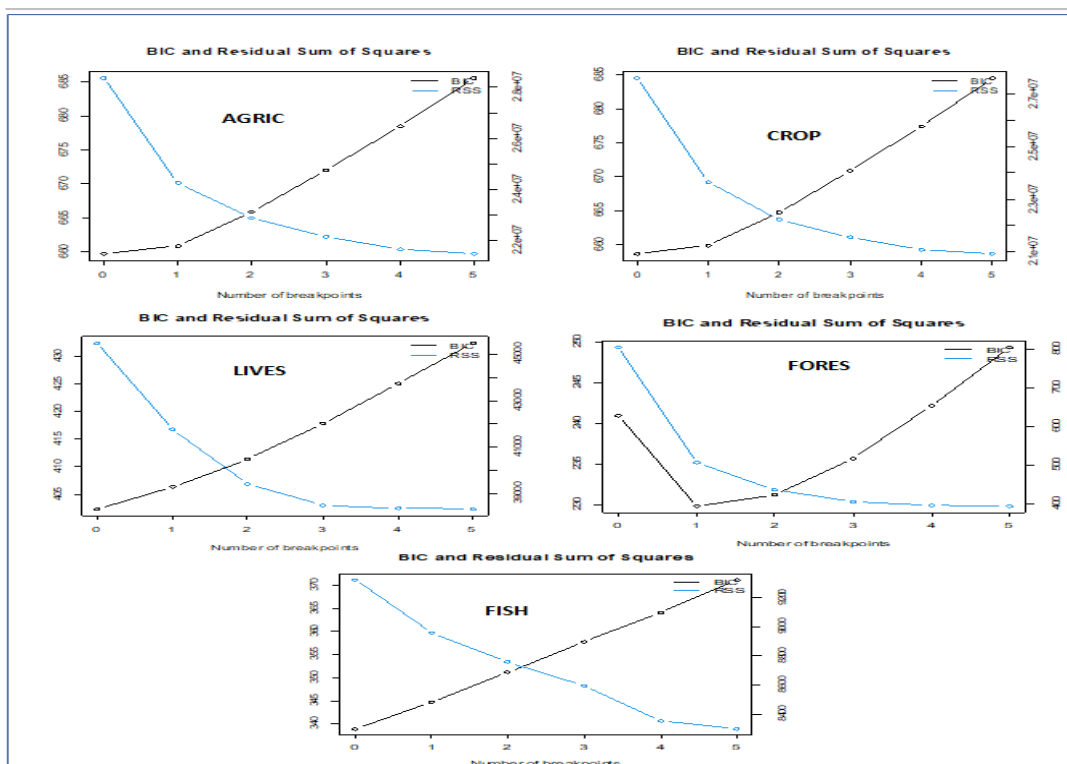 BIC and Residual Sum of Squares
AGRIC
BIC
RSS
685
680
675
670
665
660
2.8e+07
2.6e+07
2.4e+07
2.2e+07
0 1 2 3 4 5
Number of breakpoints
BIC and Residual Sum of Squares
CROP
BIC
RSS
685
680
675
670
665
660
2.7e+07
2.5e+07
2.3e+07
2.1e+07
0 1 2 3 4 5
Number of breakpoints
BIC and Residual Sum of Squares
LIVES
BIC
RSS
430
425
420
415
410
405
45000
43000
41000
39000
0 1 2 3 4 5
Number of breakpoints
BIC and Residual Sum of Squares
FORES
BIC
RSS
250
245
240
235
230
800
700
600
500
400
0 1 2 3 4 5
Number of breakpoints
BIC and Residual Sum of Squares
FISH
BIC
RSS
370
365
360
355
350
345
340
9200
9000
8800
8600
8400
0 1 2 3 4 5
Number of breakpoints